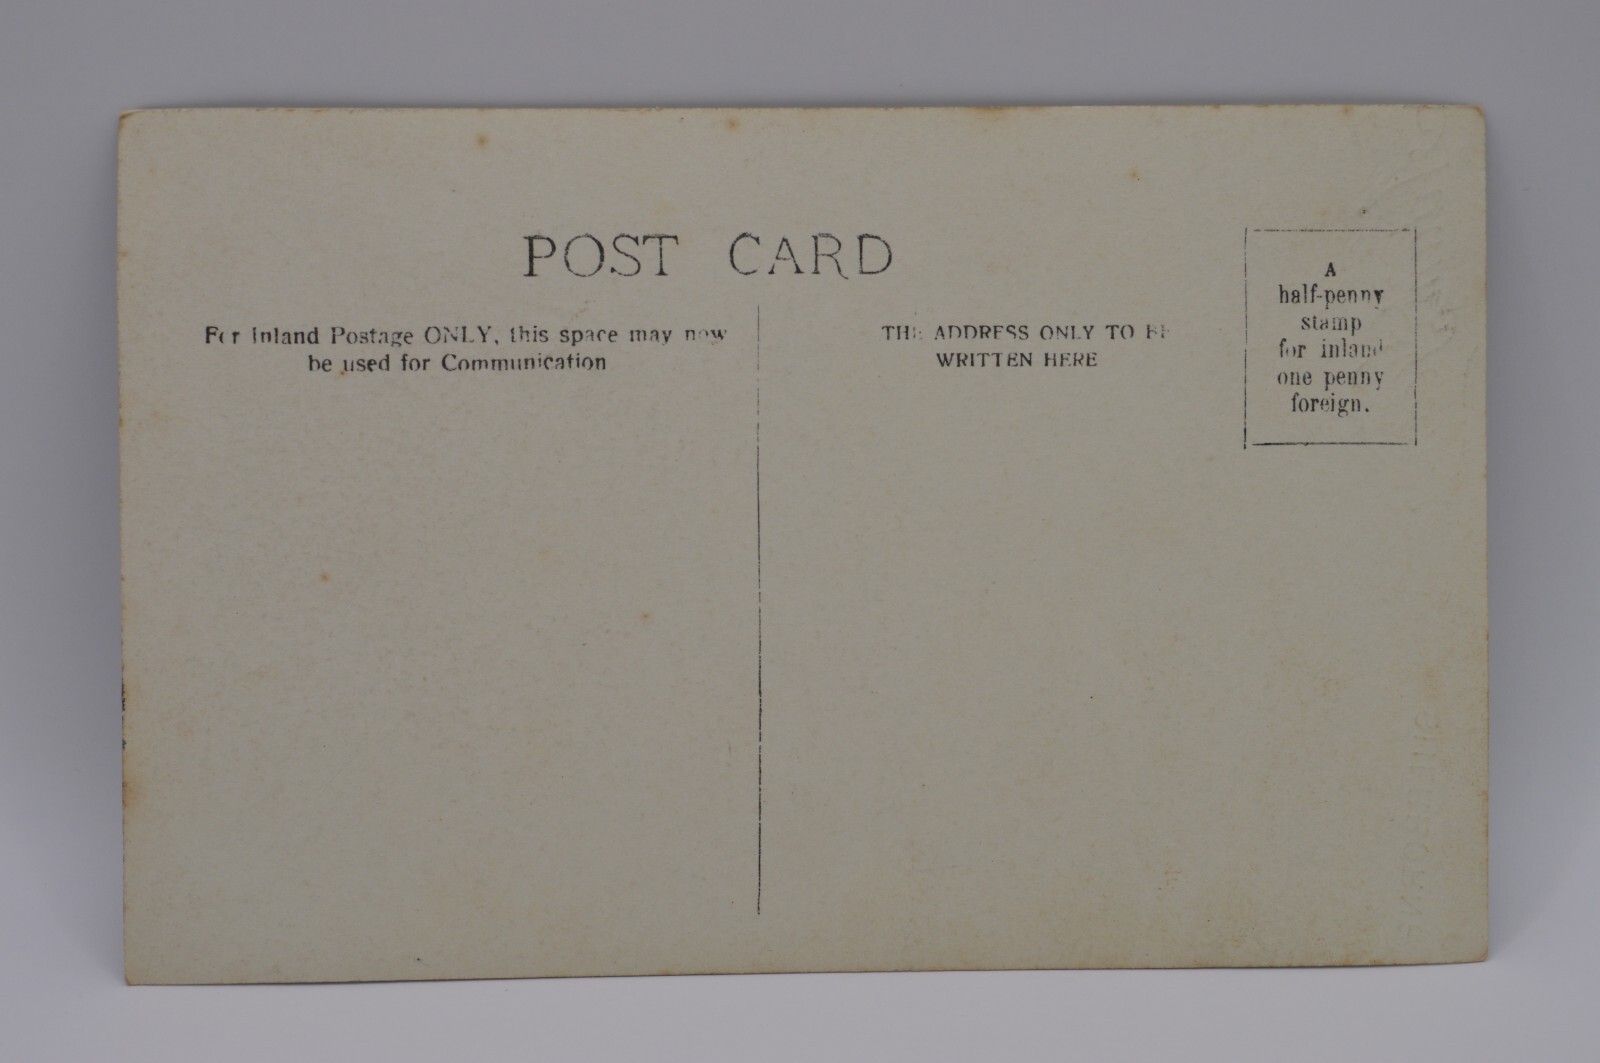 POST CARD
For Inland Postage ONLY, this space may now
be used for Communication
THE ADDRESS ONLY TO BE
WRITTEN HERE
A
half-penny
stamp
for inland
one penny
foreign.